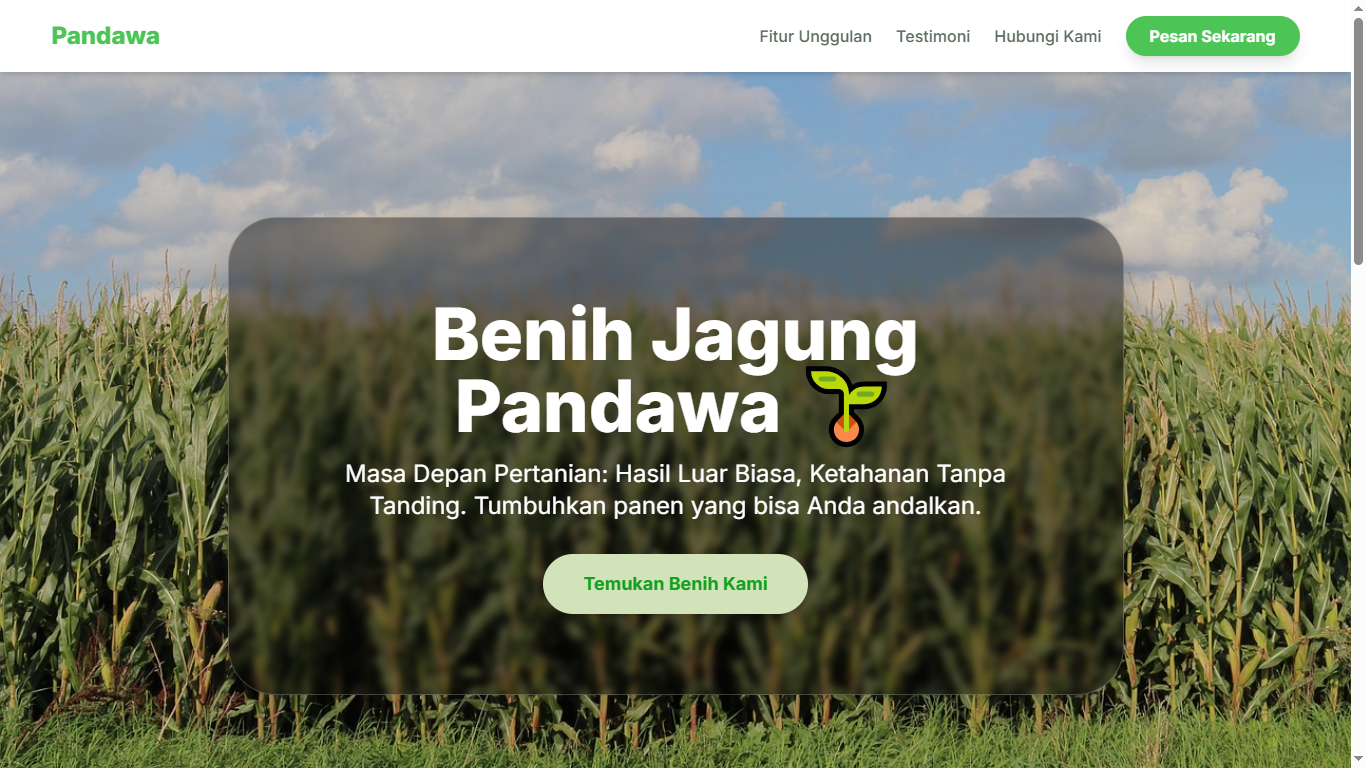 Pandawa
Fitur Unggulan
Testimoni
Hubungi Kami
Pesan Sekarang
Benih Jagung
Pandawa
Masa Depan Pertanian: Hasil Luar Biasa, Ketahanan Tanpa
Tanding. Tumbuhkan panen yang bisa Anda andalkan.
Temukan Benih Kami